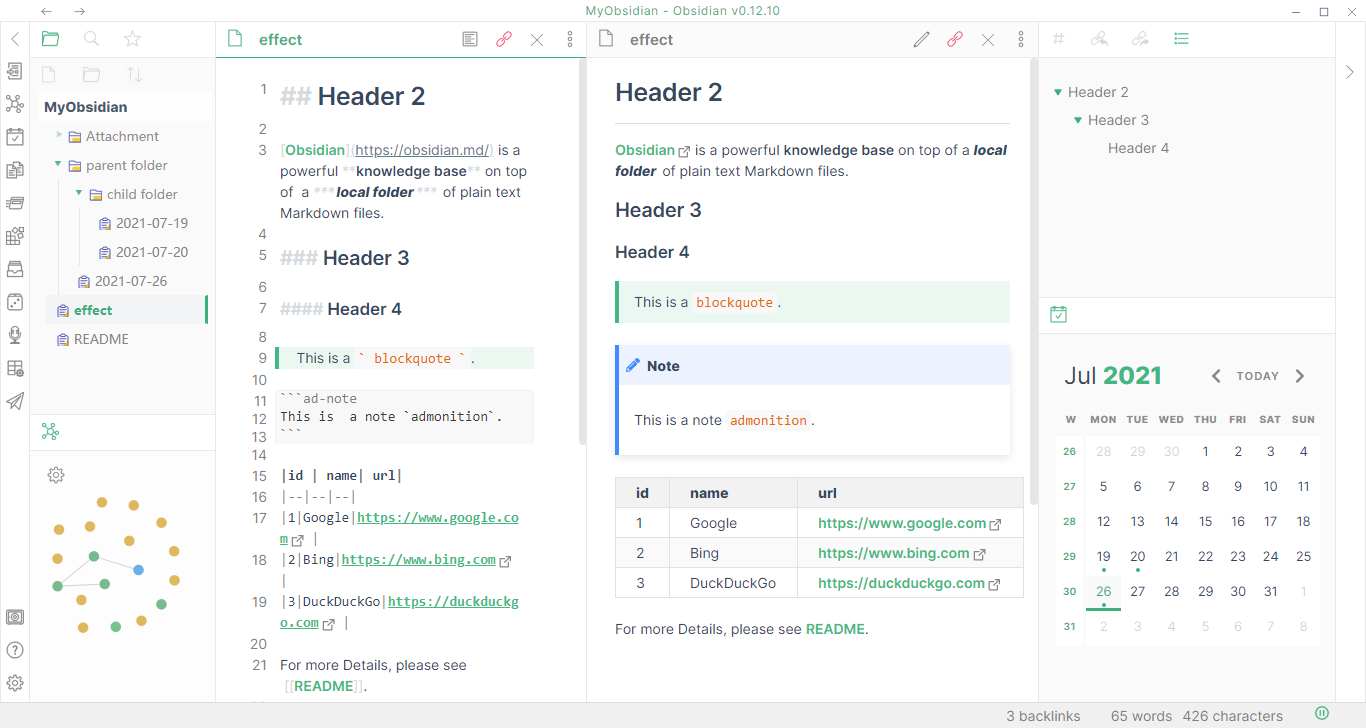 MyObsidian - Obsidian v0.12.10
MyObsidian
Attachment
parent folder
child folder
2021-07-19
2021-07-20
2021-07-26
effect
README
effect
1 ## Header 2
2
3 [Obsidian](https://obsidian.md/) is a
powerful **knowledge base** on top
of a ***local folder*** of plain text
Markdown files.
4
5 ### Header 3
6
7 #### Header 4
8
9 This is a ` blockquote ` .
10
11 ```ad-note
12 This is  a note `admonition`.
13 ```
14
15 |id | name| url|
16 |--|--|--|
17 |1|Google|https://www.google.co
m |
18 |2|Bing|https://www.bing.com
|
19 |3|DuckDuckGo|https://duckduckg
o.com |
20
21 For more Details, please see
[[README]].
effect
Header 2
Obsidian is a powerful knowledge base on top of a local
folder of plain text Markdown files.
Header 3
Header 4
This is a blockquote .
Note
This is a note admonition .
id name url
1 Google https://www.google.com
2 Bing https://www.bing.com
3 DuckDuckGo https://duckduckgo.com
For more Details, please see README.
Header 2
Header 3
Header 4
Jul 2021 TODAY
W MON TUE WED THU FRI SAT SUN
26 28 29 30 1 2 3 4
27 5 6 7 8 9 10 11
28 12 13 14 15 16 17 18
29 19 20 21 22 23 24 25
30 26 27 28 29 30 31 1
31 2 3 4 5 6 7 8
3 backlinks 65 words 426 characters